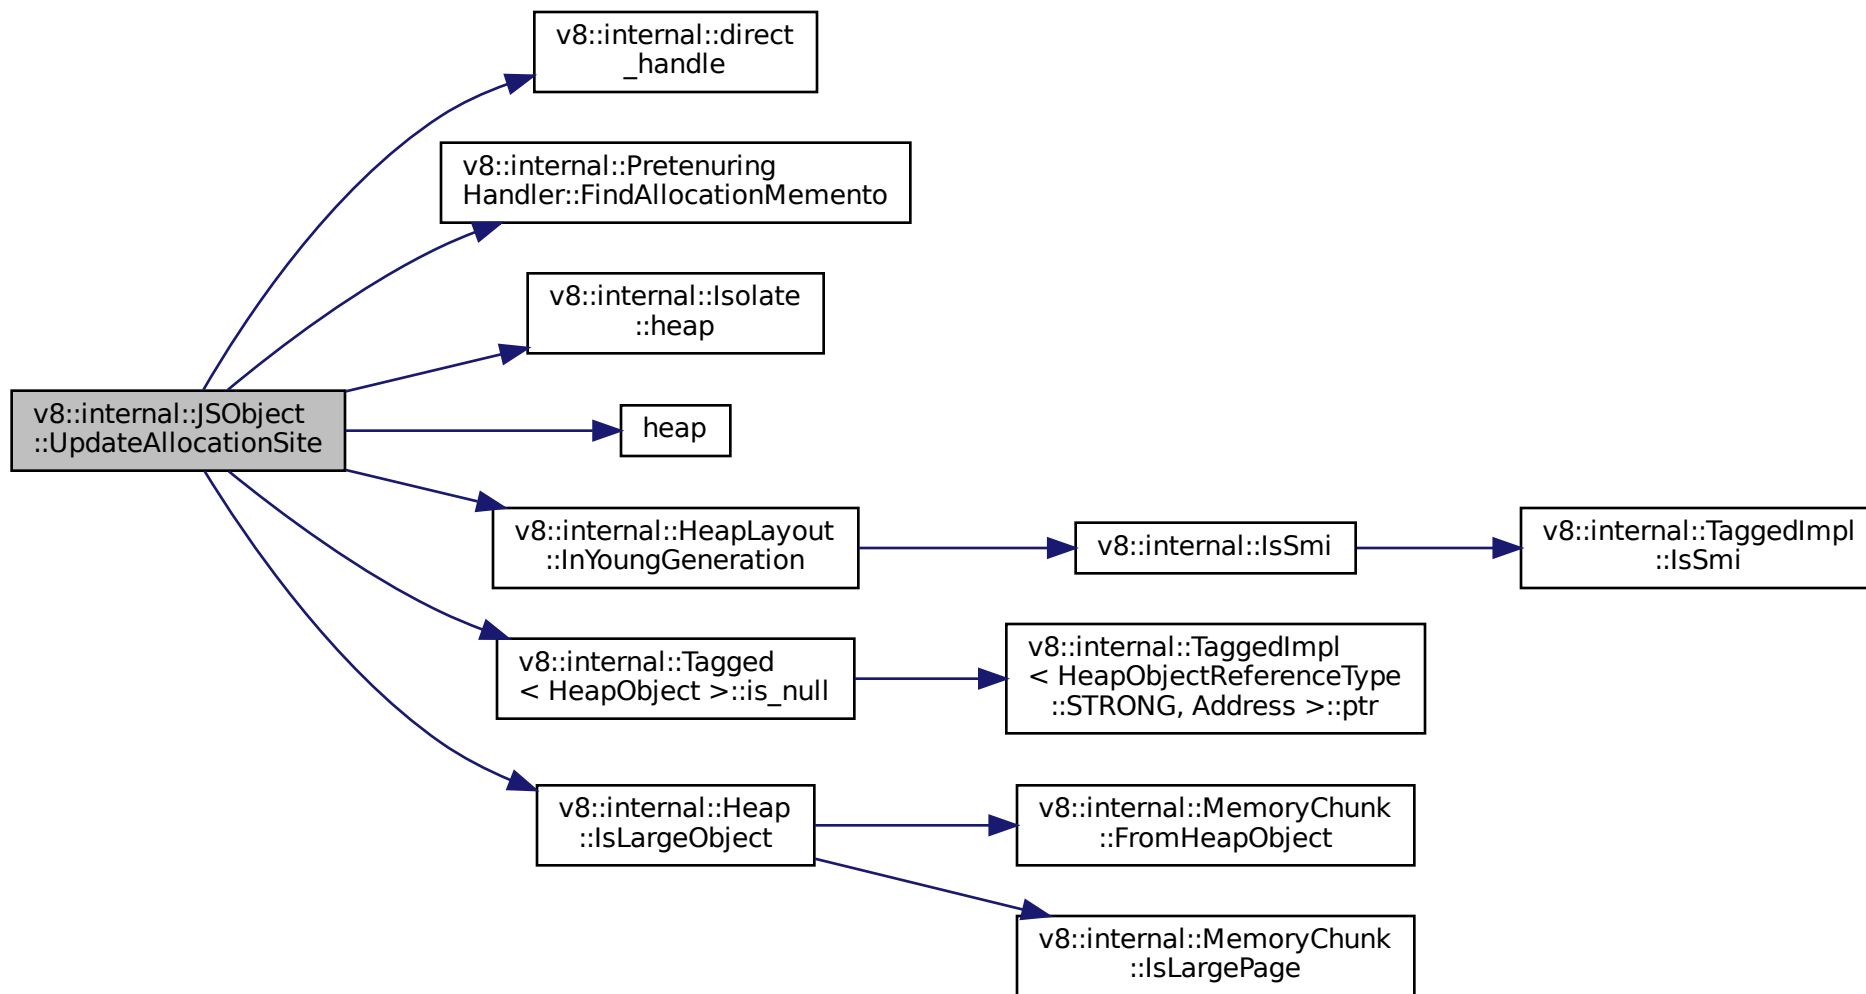 v8::internal::direct
_handle
v8::internal::Pretenuring
Handler::FindAllocationMemento
v8::internal::Isolate
::heap
v8::internal::JSObject
::UpdateAllocationSite
heap
v8::internal::HeapLayout
::InYoungGeneration
v8::internal::IsSmi
v8::internal::TaggedImpl
::IsSmi
v8::internal::Tagged
< HeapObject >::is_null
v8::internal::TaggedImpl
< HeapObjectReferenceType
::STRONG, Address >::ptr
v8::internal::Heap
::IsLargeObject
v8::internal::MemoryChunk
::FromHeapObject
v8::internal::MemoryChunk
::IsLargePage